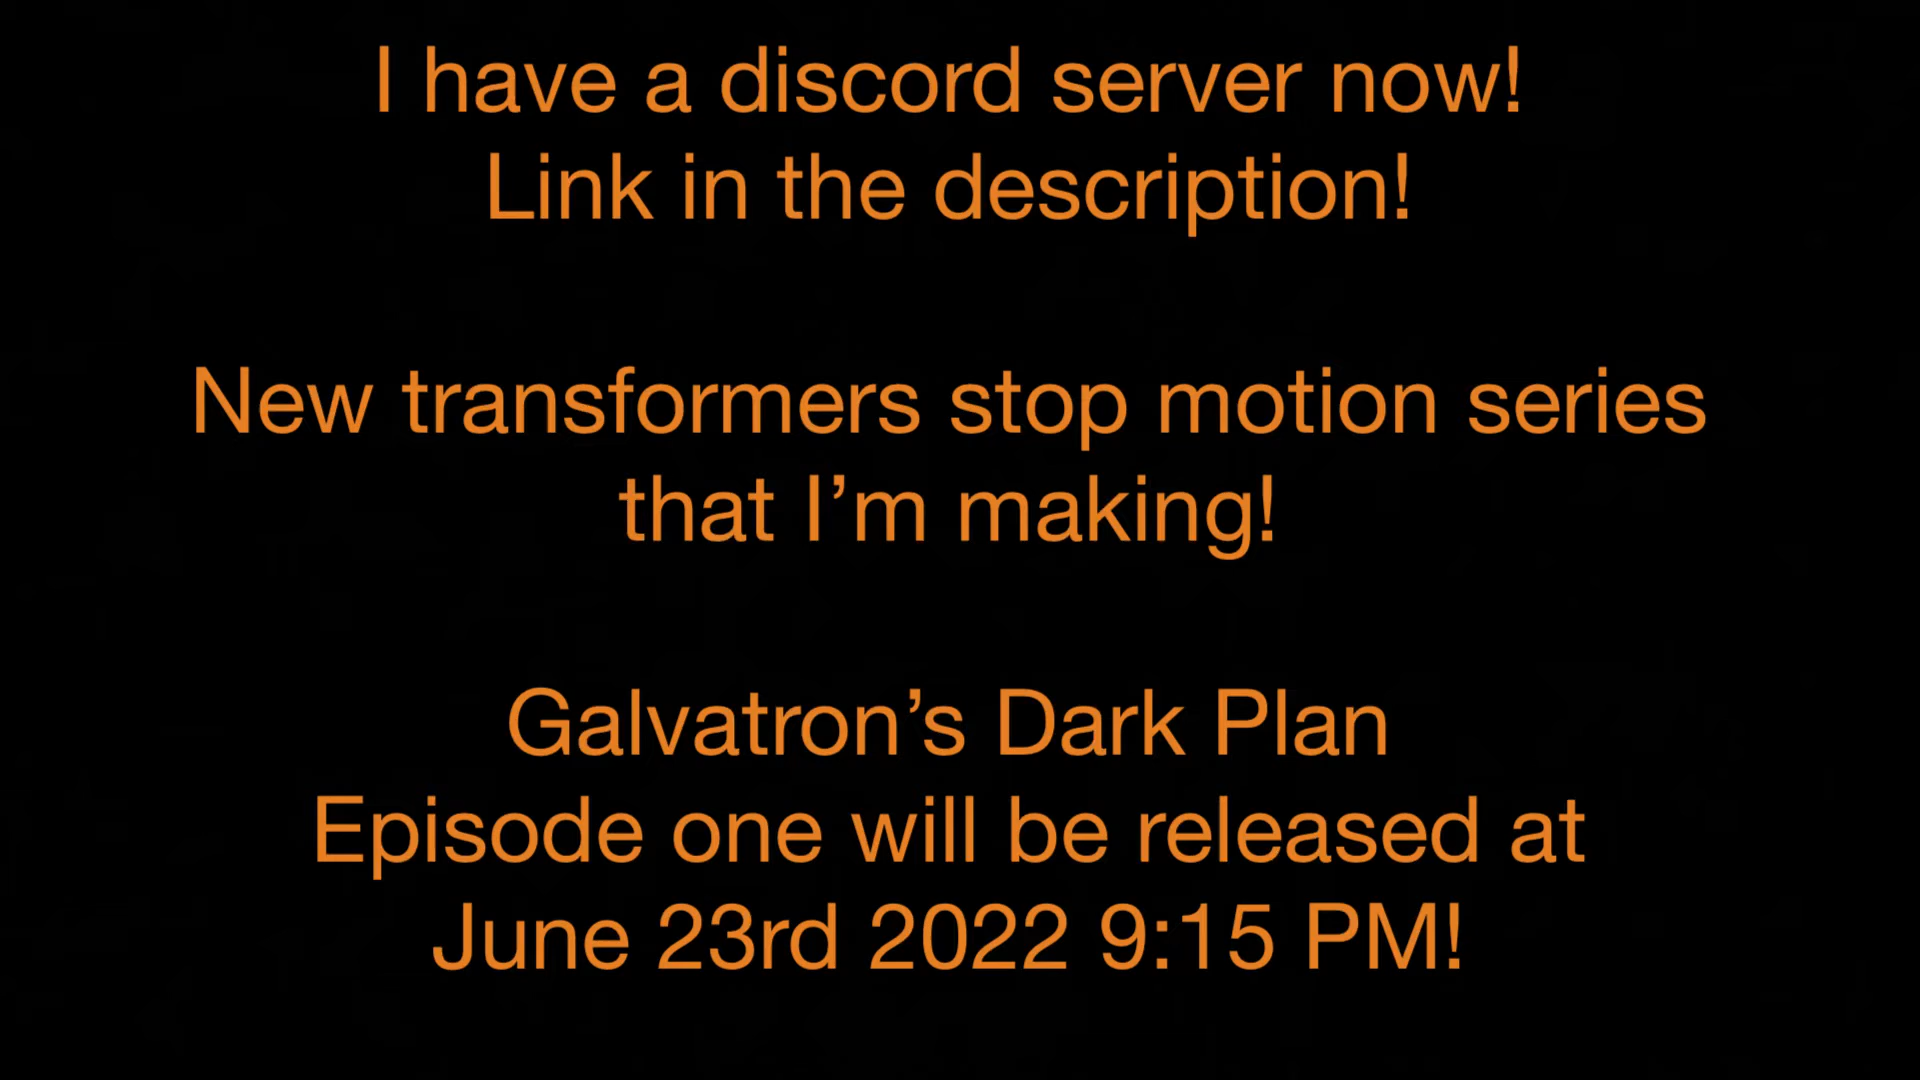 I have a discord server now!
Link in the description!
New transformers stop motion series
that I’m making!
Galvatron’s Dark Plan
Episode one will be released at
June 23rd 2022 9:15 PM!